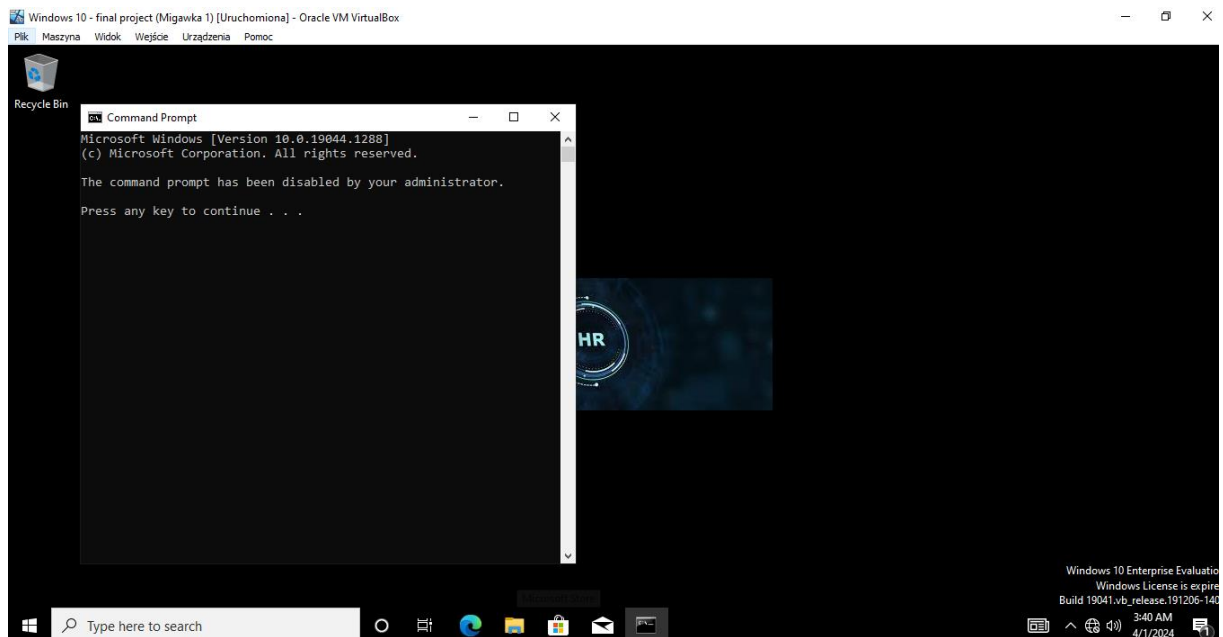 Windows 10 - final project (Migawka 1) [Uruchomiona] - Oracle VM VirtualBox
Plik Maszyna Widok Wejście Urządzenia Pomoc
Recycle Bin
Command Prompt
Microsoft Windows [Version 10.0.19044.1288]
(c) Microsoft Corporation. All rights reserved.
The command prompt has been disabled by your administrator.
Press any key to continue . . .
HR
Windows 10 Enterprise Evaluatio
Windows License is expire
Build 19041.vb_release.191206-140
Microsoft Store
Type here to search
3:40 AM
4/1/2024
1